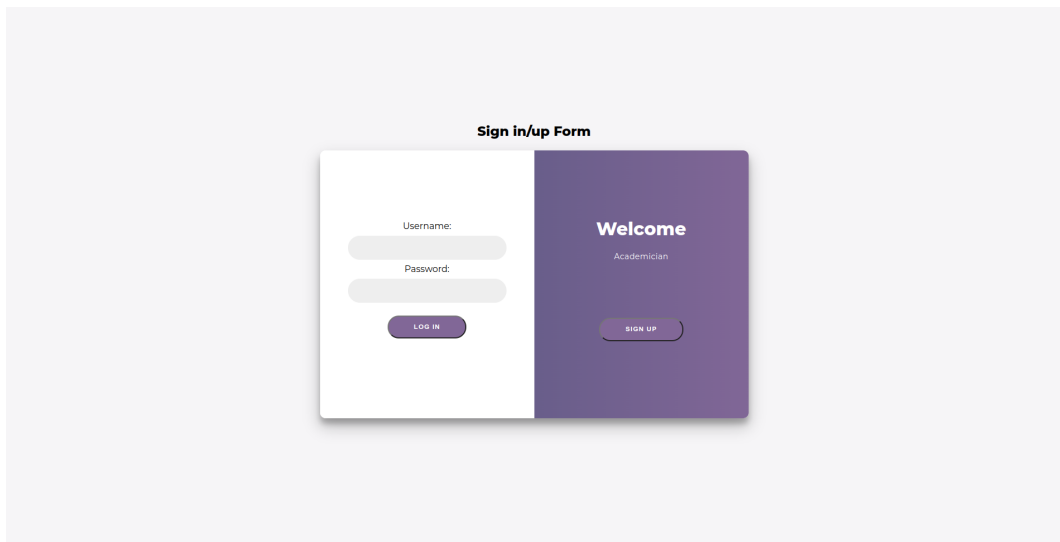 Sign in/up Form
Username:
Password:
LOG IN
Welcome
Academician
SIGN UP